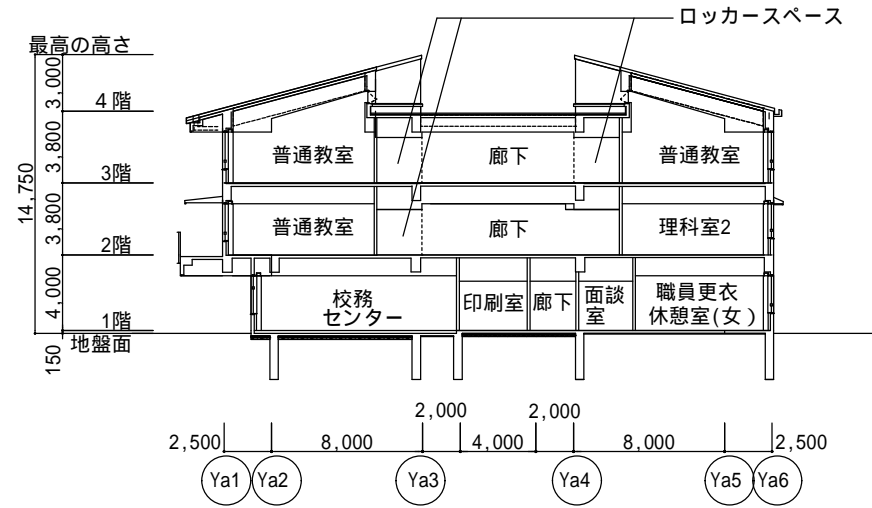 ロッカースペース
最高の高さ
3,000
4階
3,800
3階
3,800
2階
4,000
1階
14,750
150
地盤面
普通教室
廊下
普通教室
普通教室
廊下
理科室2
校務
センター
印刷室
廊下
面談
室
職員更衣
休憩室(女)
2,000
2,000
2,500
8,000
4,000
8,000
2,500
Ya1
Ya2
Ya3
Ya4
Ya5
Ya6